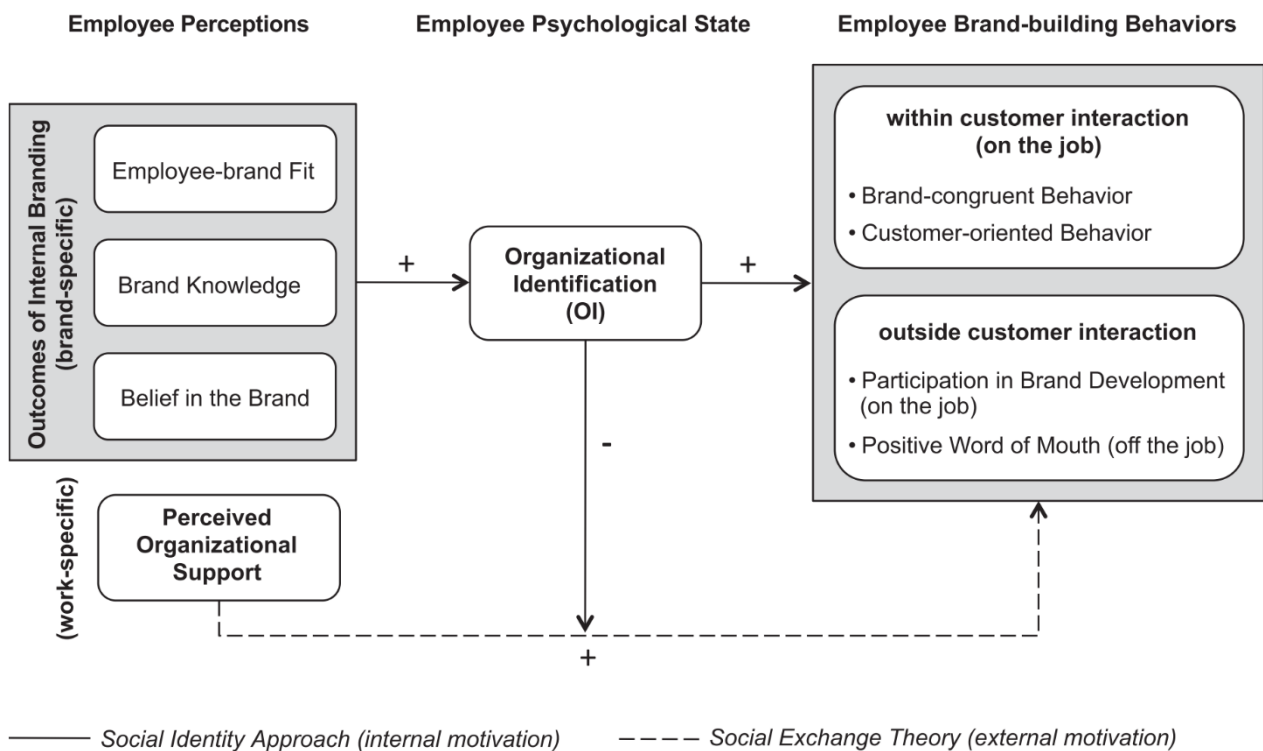 Employee Perceptions
Employee Psychological State
Employee Brand-building Behaviors
Outcomes of Internal Branding
(brand-specific)
Employee-brand Fit
Brand Knowledge
Belief in the Brand
(work-specific)
Perceived
Organizational
Support
+
Organizational
Identification
(OI)
+
-
+
within customer interaction
(on the job)
• Brand-congruent Behavior
• Customer-oriented Behavior
outside customer interaction
• Participation in Brand Development
(on the job)
• Positive Word of Mouth (off the job)
Social Identity Approach (internal motivation)
Social Exchange Theory (external motivation)